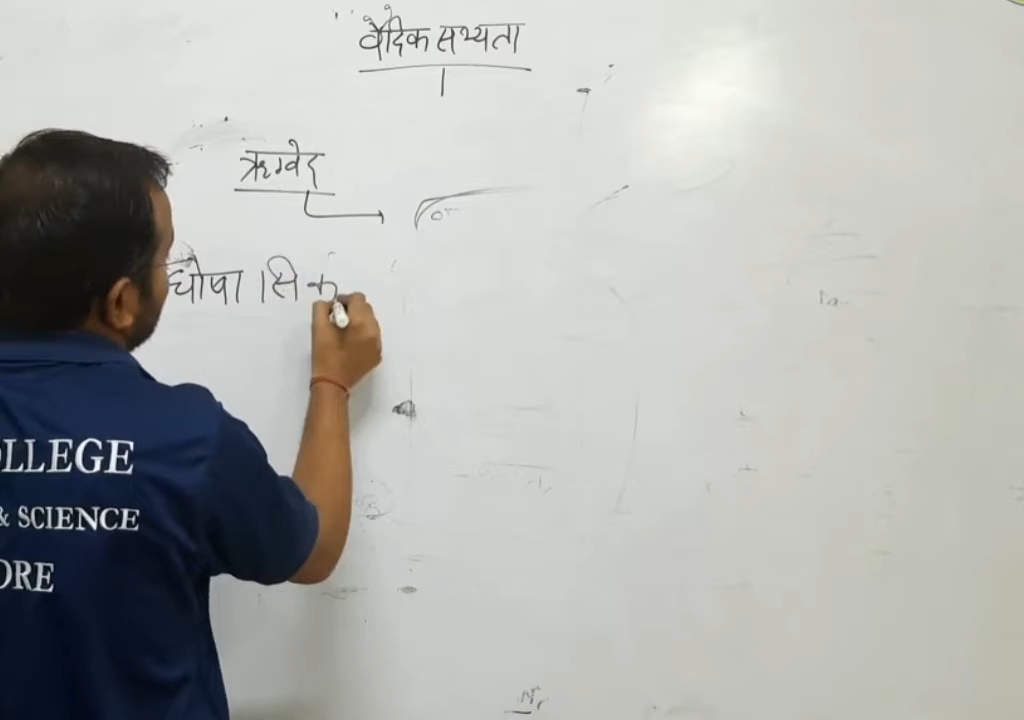 वैदिक सभ्यता
ऋग्वेद
घोषा । सि
OLLEGE
& SCIENCE
ORE